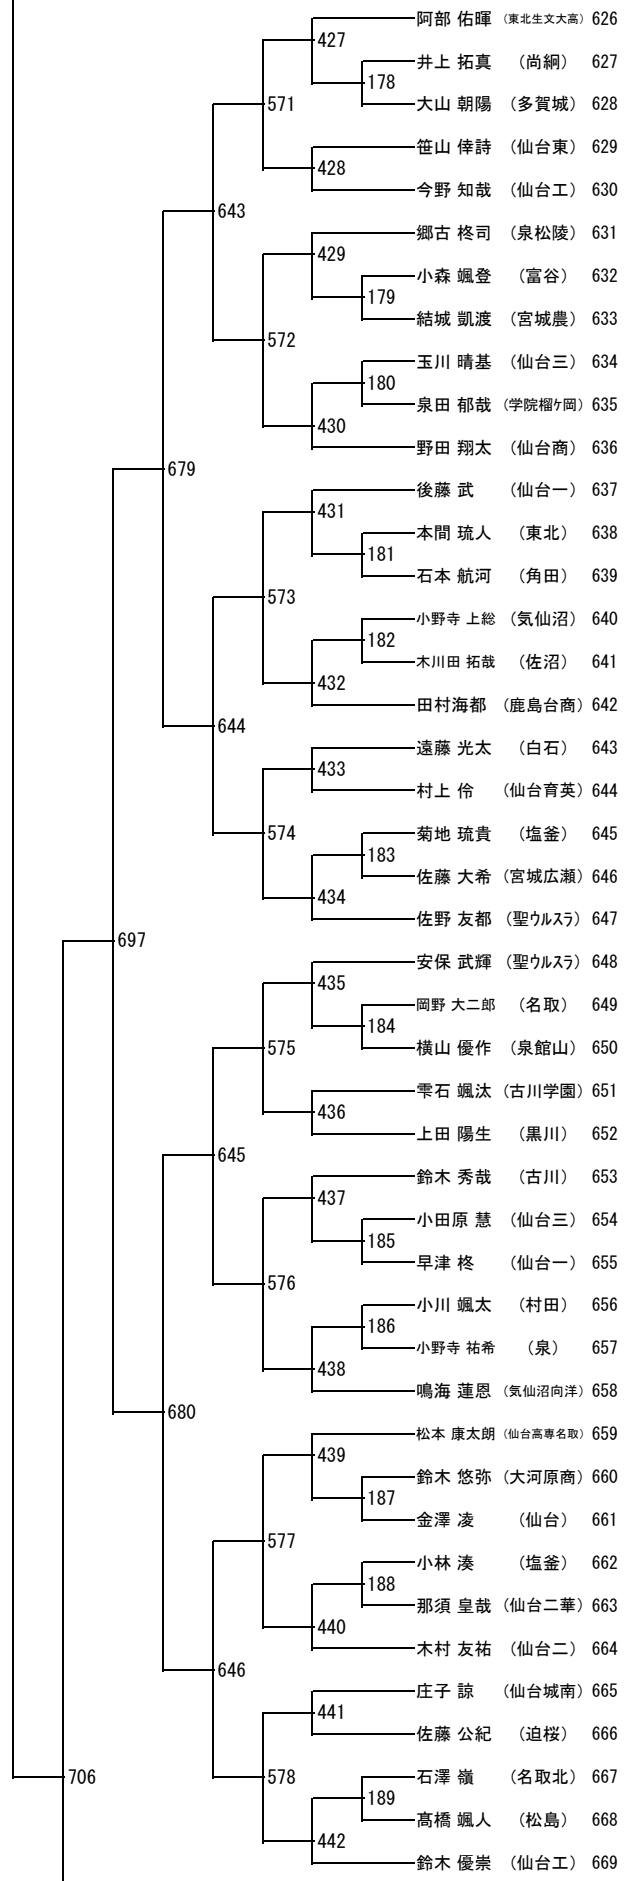 阿部 佑暉 (東北生文大高) 626
427
井上 拓真 (尚絅) 627
178
571
大山 朝陽 (多賀城) 628
笹山 倖詩 (仙台東) 629
428
今野 知哉 (仙台工) 630
643
郷古 柊司 (泉松陵) 631
429
小森 颯登 (富谷) 632
179
結城 凱渡 (宮城農) 633
572
玉川 晴基 (仙台三) 634
180
泉田 郁哉 (学院榴ケ岡) 635
430
野田 翔太 (仙台商) 636
679
後藤 武 (仙台一) 637
431
本間 琉人 (東北) 638
181
石本 航河 (角田) 639
573
小野寺 上総 (気仙沼) 640
182
木川田 拓哉 (佐沼) 641
432
田村海都 (鹿島台商) 642
644
遠藤 光太 (白石) 643
433
村上 伶 (仙台育英) 644
574
菊地 琉貴 (塩釜) 645
183
佐藤 大希 (宮城広瀬) 646
434
佐野 友都 (聖ウルスラ) 647
697
安保 武輝 (聖ウルスラ) 648
435
岡野 大二郎 (名取) 649
184
575
横山 優作 (泉館山) 650
雫石 颯汰 (古川学園) 651
436
上田 陽生 (黒川) 652
645
鈴木 秀哉 (古川) 653
437
小田原 慧 (仙台三) 654
185
早津 柊 (仙台一) 655
576
小川 颯太 (村田) 656
186
小野寺 祐希 (泉) 657
438
鳴海 蓮恩 (気仙沼向洋) 658
680
松本 康太朗 (仙台高専名取) 659
439
鈴木 悠弥 (大河原商) 660
187
金澤 凌 (仙台) 661
577
小林 湊 (塩釜) 662
188
那須 皇哉 (仙台二華) 663
440
木村 友祐 (仙台二) 664
646
庄子 諒 (仙台城南) 665
441
佐藤 公紀 (迫桜) 666
706
578
石澤 嶺 (名取北) 667
189
髙橋 颯人 (松島) 668
442
鈴木 優崇 (仙台工) 669